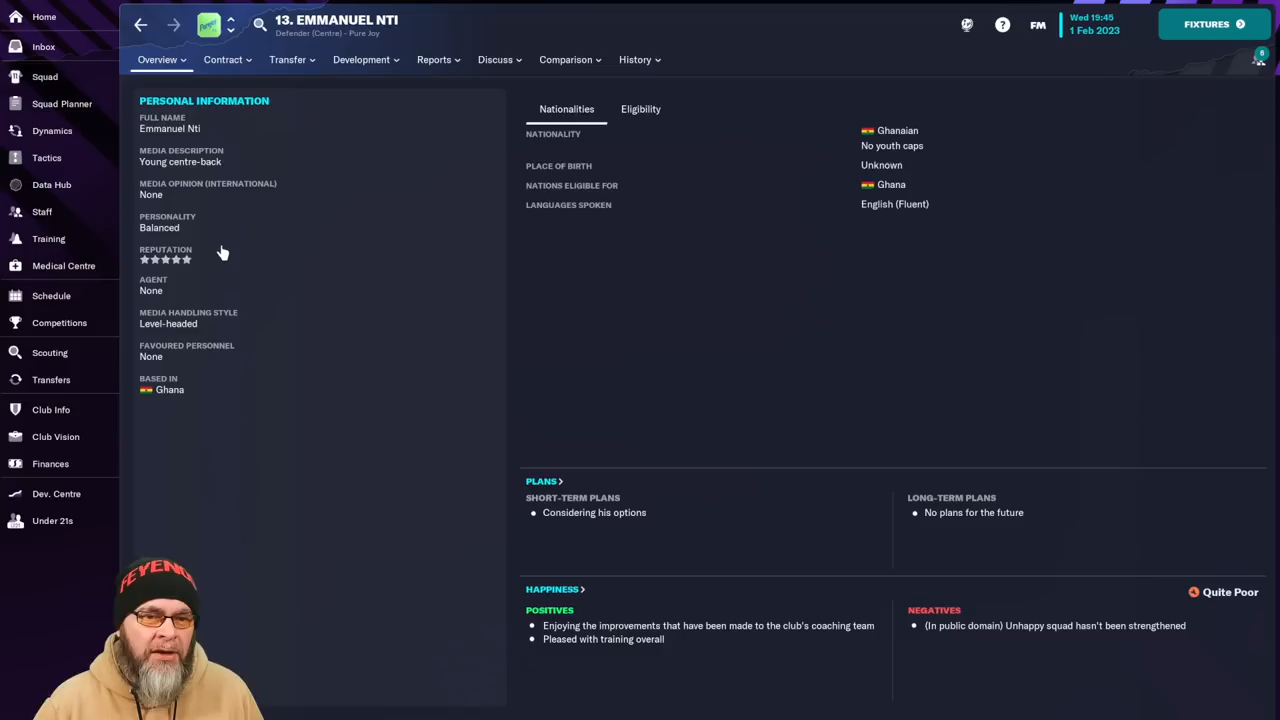 Home
Inbox
Squad
Squad Planner
Dynamics
Tactics
Data Hub
Staff
Training
Medical Centre
Schedule
Competitions
Scouting
Transfers
Club Info
Club Vision
Finances
Dev. Centre
Under 21s
13. EMMANUEL NTI
Defender (Centre) - Pure Joy
?
FM
Wed 19:45
1 Feb 2023
FIXTURES
6
Overview
Contract
Transfer
Development
Reports
Discuss
Comparison
History
PERSONAL INFORMATION
FULL NAME
Emmanuel Nti
MEDIA DESCRIPTION
Young centre-back
MEDIA OPINION (INTERNATIONAL)
None
PERSONALITY
Balanced
REPUTATION
AGENT
None
MEDIA HANDLING STYLE
Level-headed
FAVOURED PERSONNEL
None
BASED IN
Ghana
Nationalities
Eligibility
NATIONALITY
Ghanaian
No youth caps
PLACE OF BIRTH
Unknown
NATIONS ELIGIBLE FOR
Ghana
LANGUAGES SPOKEN
English (Fluent)
PLANS
SHORT-TERM PLANS
Considering his options
LONG-TERM PLANS
No plans for the future
HAPPINESS
Quite Poor
POSITIVES
Enjoying the improvements that have been made to the club's coaching team
Pleased with training overall
NEGATIVES
(In public domain) Unhappy squad hasn't been strengthened